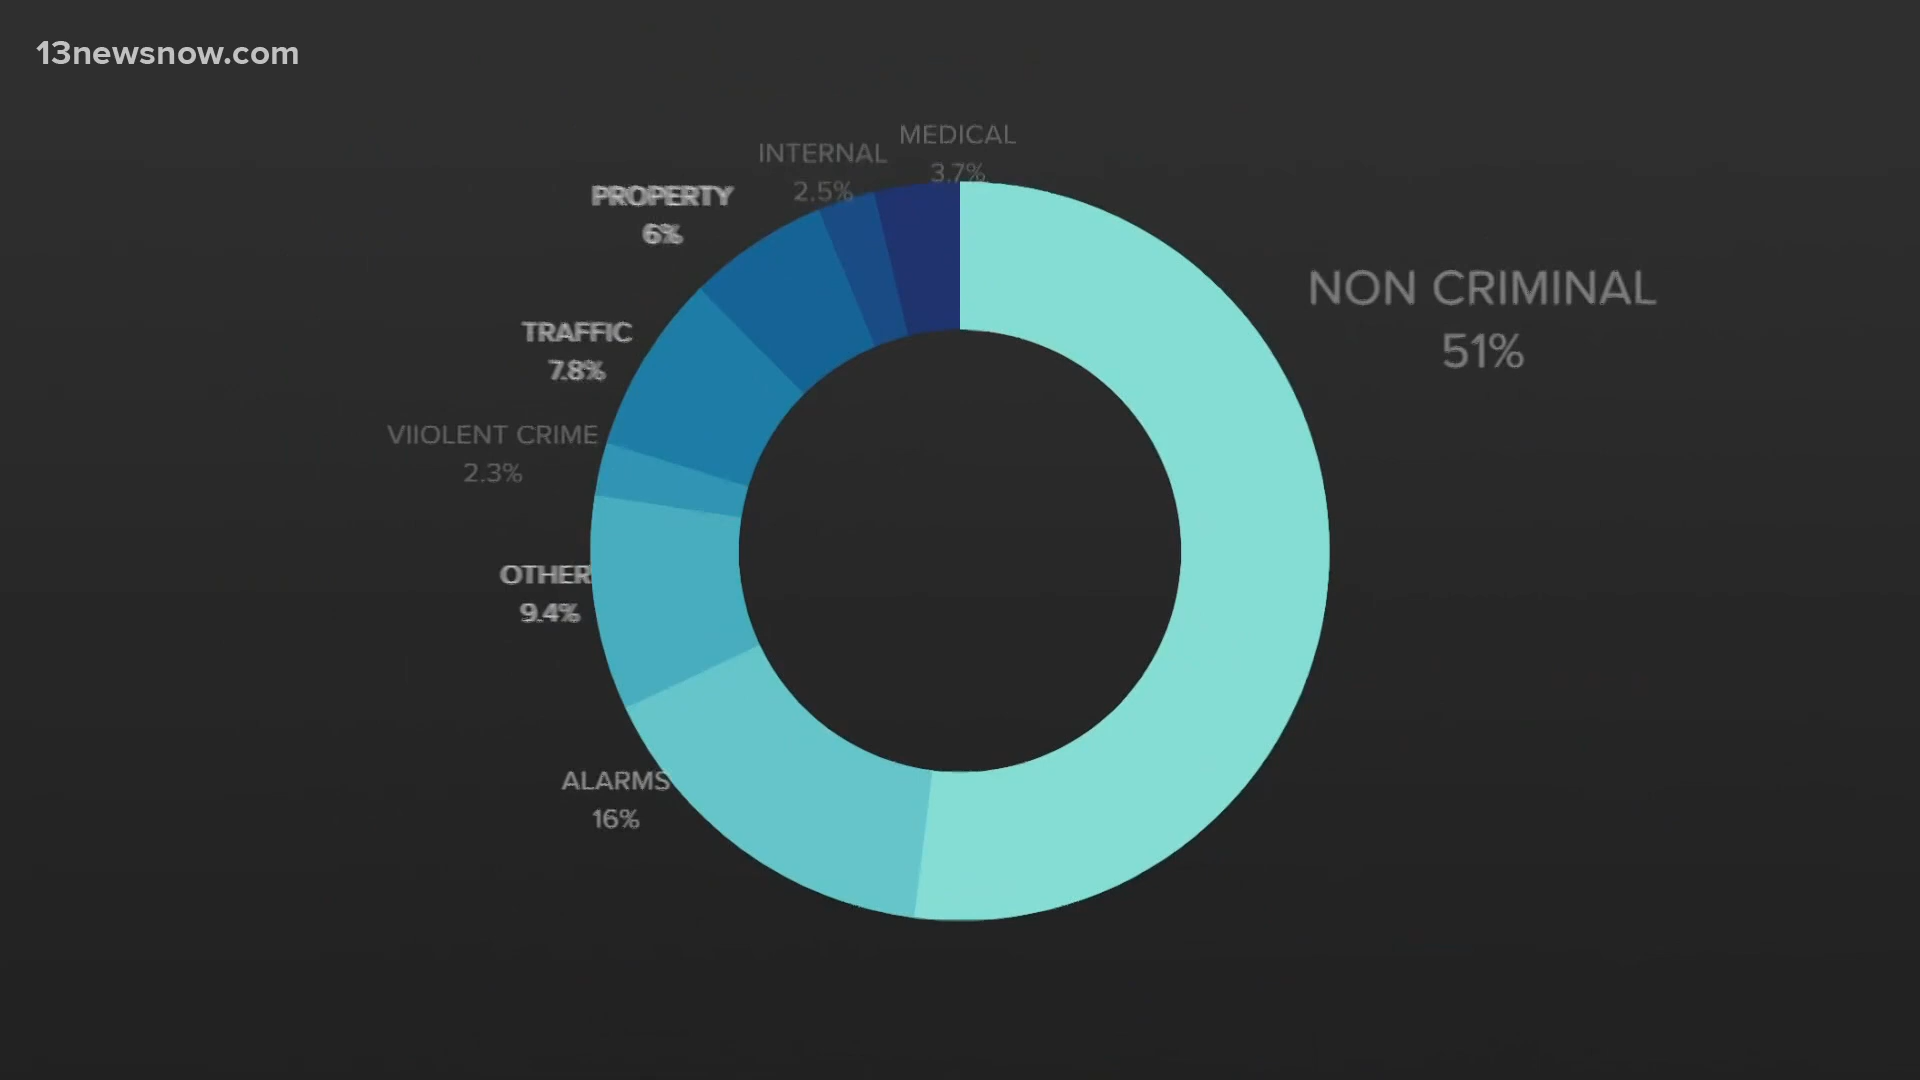 13newsnow.com
MEDICAL
3.7%
INTERNAL
2.5%
PROPERTY
6%
NON CRIMINAL
51%
TRAFFIC
7.8%
VIIOLENT CRIME
2.3%
OTHER
9.4%
ALARMS
16%